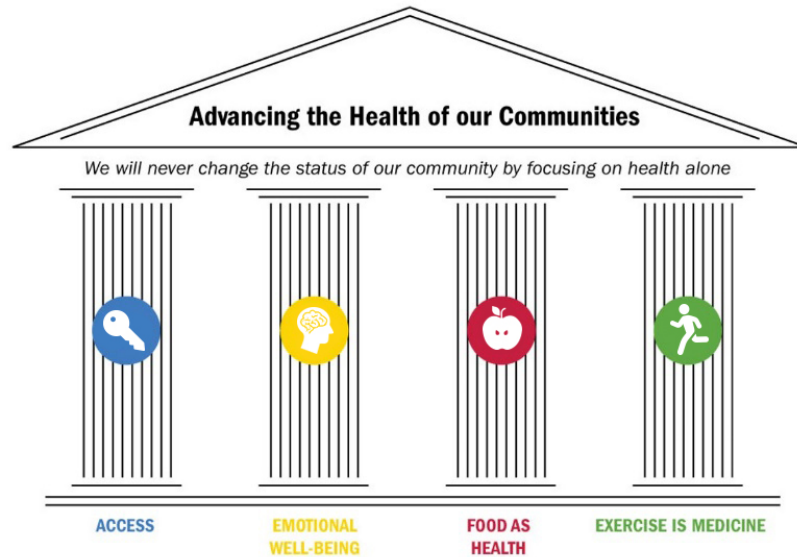 Advancing the Health of our Communities
We will never change the status of our community by focusing on health alone
ACCESS
EMOTIONAL
WELL-BEING
FOOD AS
HEALTH
EXERCISE IS MEDICINE